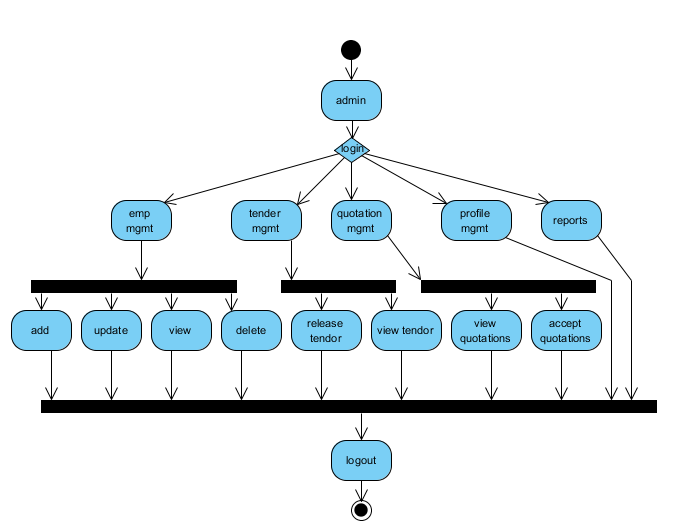 admin
login
emp
mgmt
tender
mgmt
quotation
mgmt
profile
mgmt
reports
add
update
view
delete
release
tendor
view tendor
view
quotations
accept
quotations
logout